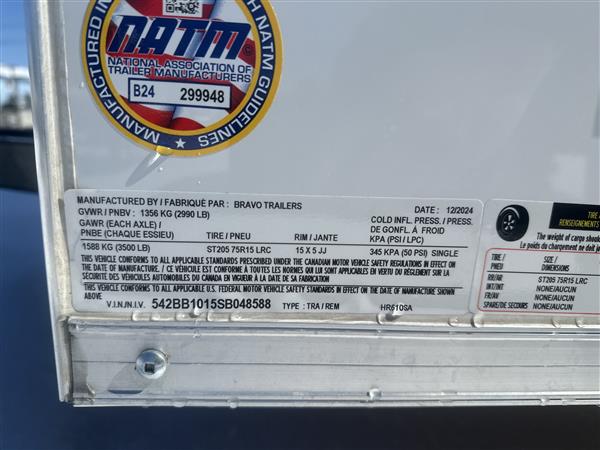 MANUFACTURED IN
WITH NATM GUIDELINES
NATM
NATIONAL ASSOCIATION OF
TRAILER MANUFACTURERS
B24 299948
MANUFACTURED BY / FABRIQUÉ PAR : BRAVO TRAILERS
DATE : 12/2024
GVWR / PNBV : 1356 KG (2990 LB)
GAWR (EACH AXLE) /
PNBE (CHAQUE ESSIEU) TIRE / PNEU RIM / JANTE
COLD INFL. PRESS. / PRESS.
DE GONFL. À FROID
KPA (PSI / LPC)
1588 KG (3500 LB) ST205 75R15 LRC 15 X 5 JJ 345 KPA (50 PSI) SINGLE
THIS VEHICLE CONFORMS TO ALL APPLICABLE STANDARDS PRESCRIBED UNDER THE CANADIAN MOTOR VEHICLE SAFETY REGULATIONS IN EFFECT ON
THE DATE OF MANUFACTURE / CE VÉHICULE EST CONFORME À TOUTES LES NORMES QUI LUI SONT APPLICABLES EN VERTU DU RÈGLEMENT SUR LA
SÉCURITÉ DES VÉHICULES AUTOMOBILES DU CANADA EN VIGUEUR À LA DATE DE SA FABRICATION
THIS VEHICLE CONFORMS TO ALL APPLICABLE U.S. FEDERAL MOTOR VEHICLE SAFETY STANDARDS IN EFFECT ON THE DATE OF MANUFACTURE SHOWN
ABOVE
V.I.N./N.I.V. 542BB1015SB048588 TYPE : TRA / REM HR610SA
TIRE
RENSEIGNEMENTS
The weight of cargo should
Le poids du chargement ne doit
TIRE / SIZE /
PNEU DIMENSIONS
RR/AR ST205 75R15 LRC
INT/INT NONE/AUCUN
FR/AV NONE/AUCUN
SPARE/DE SECOURS NONE/AUCUN